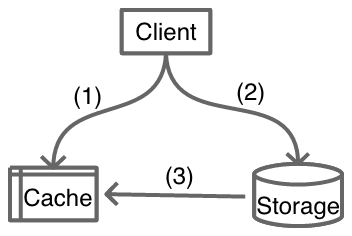 Client
(1)
(2)
(3)
Cache
Storage